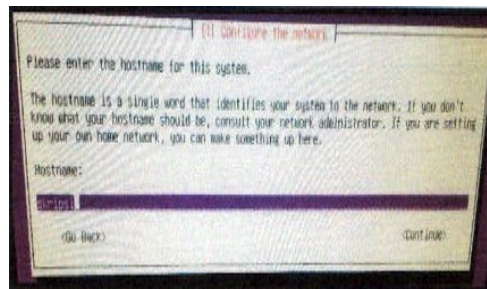 [!] Configure the network
Please enter the hostname for this system.
The hostname is a single word that identifies your system to the network. If you don't
know what your hostname should be, consult your network administrator. If you are setting
up your own home network, you can make something up here.
Hostname:
skripsi
<Go Back> <Continue>